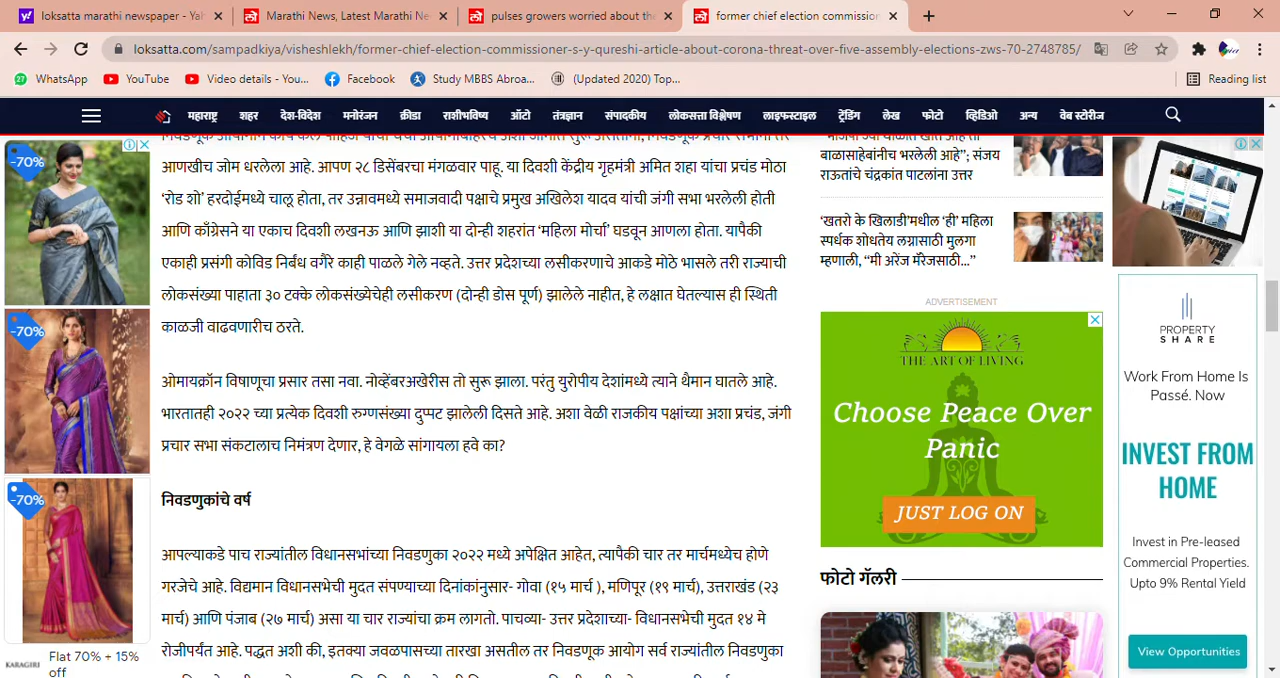 loksatta marathi newspaper - Yah
Marathi News, Latest Marathi Ne
pulses growers worried about th
former chief election commission
loksatta.com/sampadkiya/visheshlekh/former-chief-election-commissioner-s-y-qureshi-article-about-corona-threat-over-five-assembly-elections-zws-70-2748785/
WhatsApp
YouTube
Video details - You...
Facebook
Study MBBS Abroa...
(Updated 2020) Top...
Reading list
महाराष्ट्र शहर देश-विदेश मनोरंजन क्रीडा राशीभविष्य ऑटो तंत्रज्ञान संपादकीय लोकसत्ता विश्लेषण लाइफस्टाइल ट्रेंडिंग लेख फोटो व्हिडिओ अन्य वेब स्टोरीज
आणखीच जोम धरलेला आहे. आपण २८ डिसेंबरचा मंगळवार पाहू. या दिवशी केंद्रीय गृहमंत्री अमित शहा यांचा प्रचंड मोठा
‘रोड शो’ हरदोईमध्ये चालू होता, तर उन्नावमध्ये समाजवादी पक्षाचे प्रमुख अखिलेश यादव यांची जंगी सभा भरलेली होती
आणि काँग्रेसने या एकाच दिवशी लखनऊ आणि झाशी या दोन्ही शहरांत ‘महिला मोर्चा’ घडवून आणला होता. यापैकी
एकाही प्रसंगी कोविड निर्बंध वगैरे काही पाळले गेले नव्हते. उत्तर प्रदेशच्या लसीकरणाचे आकडे मोठे भासले तरी राज्याची
लोकसंख्या पाहाता ३० टक्के लोकसंख्येचेही लसीकरण (दोन्ही डोस पूर्ण) झालेले नाहीत, हे लक्षात घेतल्यास ही स्थिती
काळजी वाढवणारीच ठरते.
ओमायक्रॉन विषाणूचा प्रसार तसा नवा. नोव्हेंबरअखेरीस तो सुरू झाला. परंतु युरोपीय देशांमध्ये त्याने थैमान घातले आहे.
भारतातही २०२२ च्या प्रत्येक दिवशी रुग्णसंख्या दुप्पट झालेली दिसते आहे. अशा वेळी राजकीय पक्षांच्या अशा प्रचंड, जंगी
प्रचार सभा संकटालाच निमंत्रण देणार, हे वेगळे सांगायला हवे का?
निवडणुकांचे वर्ष
आपल्याकडे पाच राज्यांतील विधानसभांच्या निवडणुका २०२२ मध्ये अपेक्षित आहेत, त्यापैकी चार तर मार्चमध्येच होणे
गरजेचे आहे. विद्यमान विधानसभेची मुदत संपण्याच्या दिनांकांनुसार- गोवा (१५ मार्च ), मणिपूर (१९ मार्च), उत्तराखंड (२३
मार्च) आणि पंजाब (२७ मार्च) असा या चार राज्यांचा क्रम लागतो. पाचव्या- उत्तर प्रदेशाच्या- विधानसभेची मुदत १४ मे
रोजीपर्यंत आहे. पद्धत अशी की, इतक्या जवळपासच्या तारखा असतील तर निवडणूक आयोग सर्व राज्यांतील निवडणुका
बाळासाहेबांनीच भरलेली आहे”; संजय
राऊतांचे चंद्रकांत पाटलांना उत्तर
‘खतरो के खिलाडी’मधील ‘ही’ महिला
स्पर्धक शोधतेय लग्नासाठी मुलगा
म्हणाली, “मी अरेंज मॅरेजसाठी...”
ADVERTISEMENT
THE ART OF LIVING
Choose Peace Over
Panic
JUST LOG ON
फोटो गॅलरी
-70%
-70%
-70%
KARAGIRI
Flat 70% + 15%
off
PROPERTY
SHARE
Work From Home Is
Passé. Now
INVEST FROM
HOME
Invest in Pre-leased
Commercial Properties.
Upto 9% Rental Yield
View Opportunities